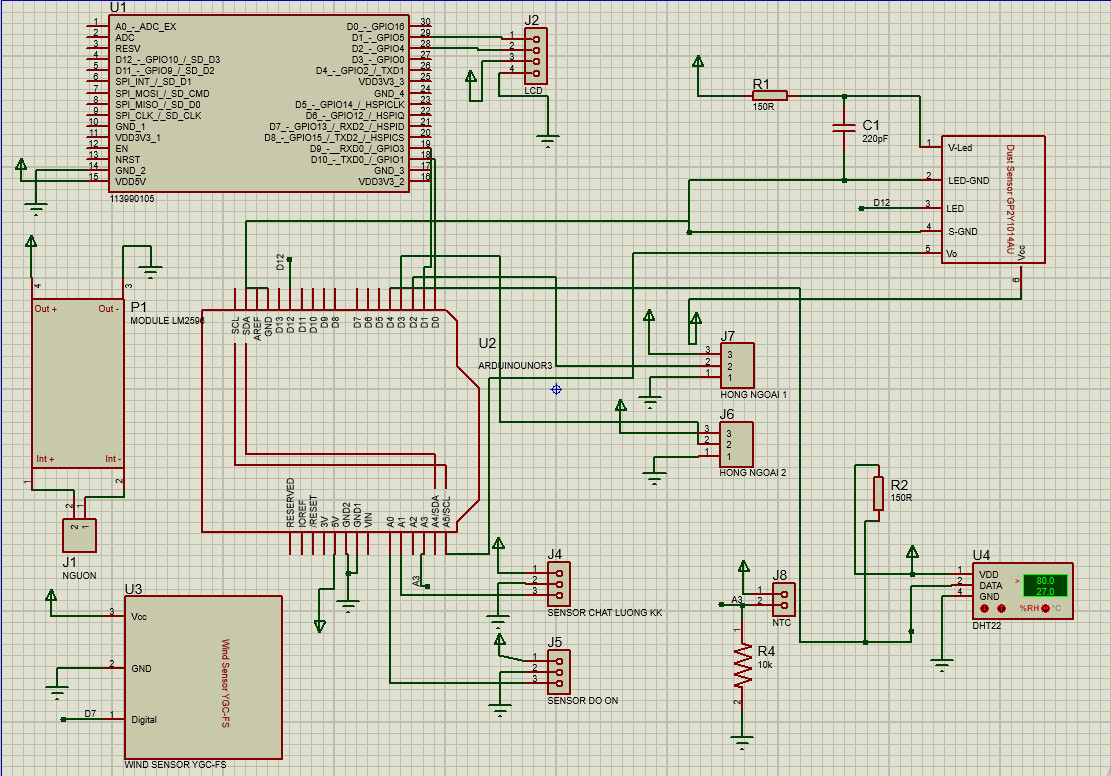 U1
A0_-_ADC_EX
ADC
RESV
D12_-_GPIO10_/_SD_D3
D11_-_GPIO9_/_SD_D2
SPI_INT_/_SD_D1
SPI_MOSI_/_SD_CMD
SPI_MISO_/_SD_D0
SPI_CLK_/_SD_CLK
GND_1
VDD3V3_1
EN
NRST
GND_2
VDD5V
1
2
3
4
5
6
7
8
9
10
11
12
13
14
15
D0_-_GPIO16
D1_-_GPIO5
D2_-_GPIO4
D3_-_GPIO0
D4_-_GPIO2_/_TXD1
VDD3V3_3
GND_4
D5_-_GPIO14_/_HSPICLK
D6_-_GPIO12_/_HSPIQ
D7_-_GPIO13_/_RXD2_/_HSPID
D8_-_GPIO15_/_TXD2_/_HSPICS
D9_-_RXD0_/_GPIO3
D10_-_TXD0_/_GPIO1
GND_3
VDD3V3_2
30
29
28
27
26
25
24
23
22
21
20
19
18
17
16
113990105
J2
1
2
3
4
LCD
R1
150R
C1
220pF
1 V-Led
2 LED-GND
D12 3 LED
4 S-GND
5 Vo
Vcc
6
Dust Sensor GP2Y1014AU
4
3
Out +
Out -
P1
MODULE LM2596
Int +
Int -
1
2
2
1
2
1
J1
NGUON
D12
SCL
SDA
AREF
GND
D13
D12
D11
D10
D9
D8
D7
D6
D5
D4
D3
D2
D1
D0
U2
ARDUINOUNOR3
RESERVED
IOREF
/RESET
3V
5V
GND2
GND1
VIN
A0
A1
A2
A3
A4/SDA
A5/SCL
A3
J7
3 3
2 2
1 1
HONG NGOAI 1
J6
3 3
2 2
1 1
HONG NGOAI 2
R2
150R
J4
1
2
3
SENSOR CHAT LUONG KK
J5
1
2
3
SENSOR DO ON
J8
1
A3 2
NTC
1
R4
10k
2
U4
1 VDD
2 DATA
4 GND
>
80.0
27.0
%RH
°C
DHT22
U3
3 Vcc
2 GND
D7 1 Digital
Wind Sensor YGC-FS
WIND SENSOR YGC-FS